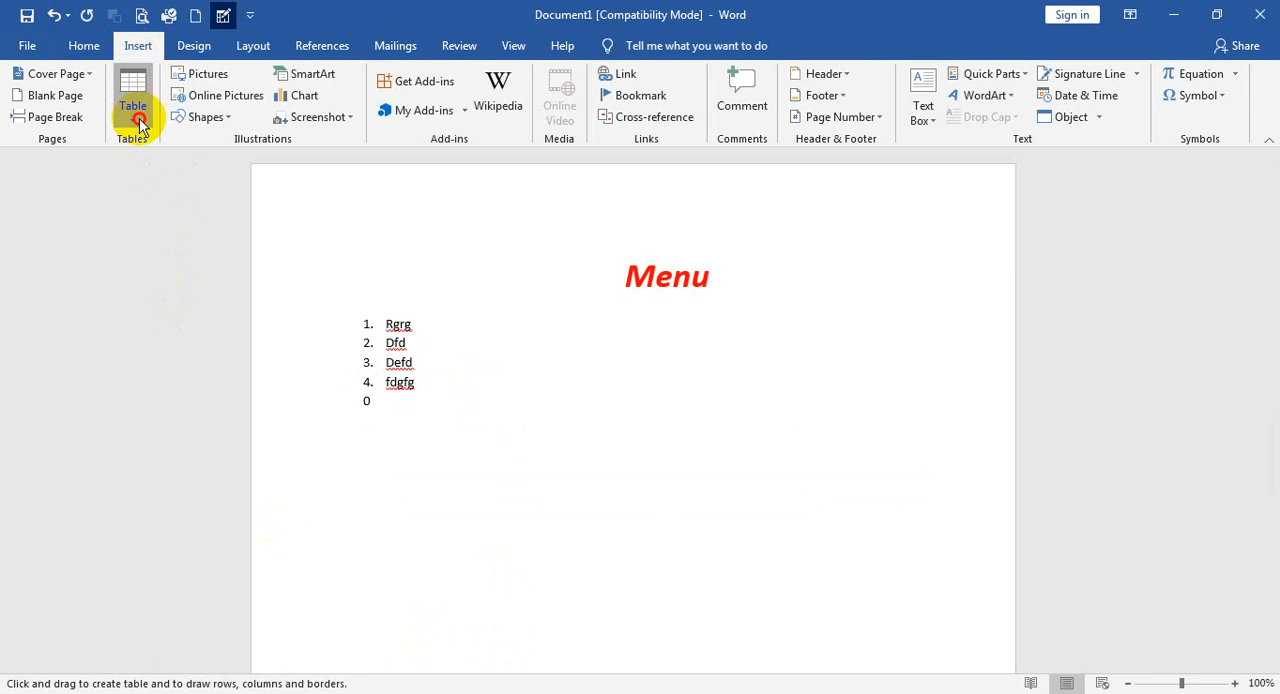 Document1 [Compatibility Mode] - Word
Sign in
File Home Insert Design Layout References Mailings Review View Help Tell me what you want to do Share
Cover Page
Blank Page
Page Break
Pages
Table
Tables
Pictures
Online Pictures
Shapes
SmartArt
Chart
Screenshot
Illustrations
Get Add-ins
My Add-ins
W
Wikipedia
Add-ins
Online
Video
Media
Link
Bookmark
Cross-reference
Links
Comment
Comments
Header
Footer
Page Number
Header & Footer
A
Text
Box
Quick Parts
WordArt
Drop Cap
Signature Line
Date & Time
Object
Text
π Equation
Ω Symbol
Symbols
Menu
1. Rgrg
2. Dfd
3. Defd
4. fdgfg
0
Click and drag to create table and to draw rows, columns and borders.
100%